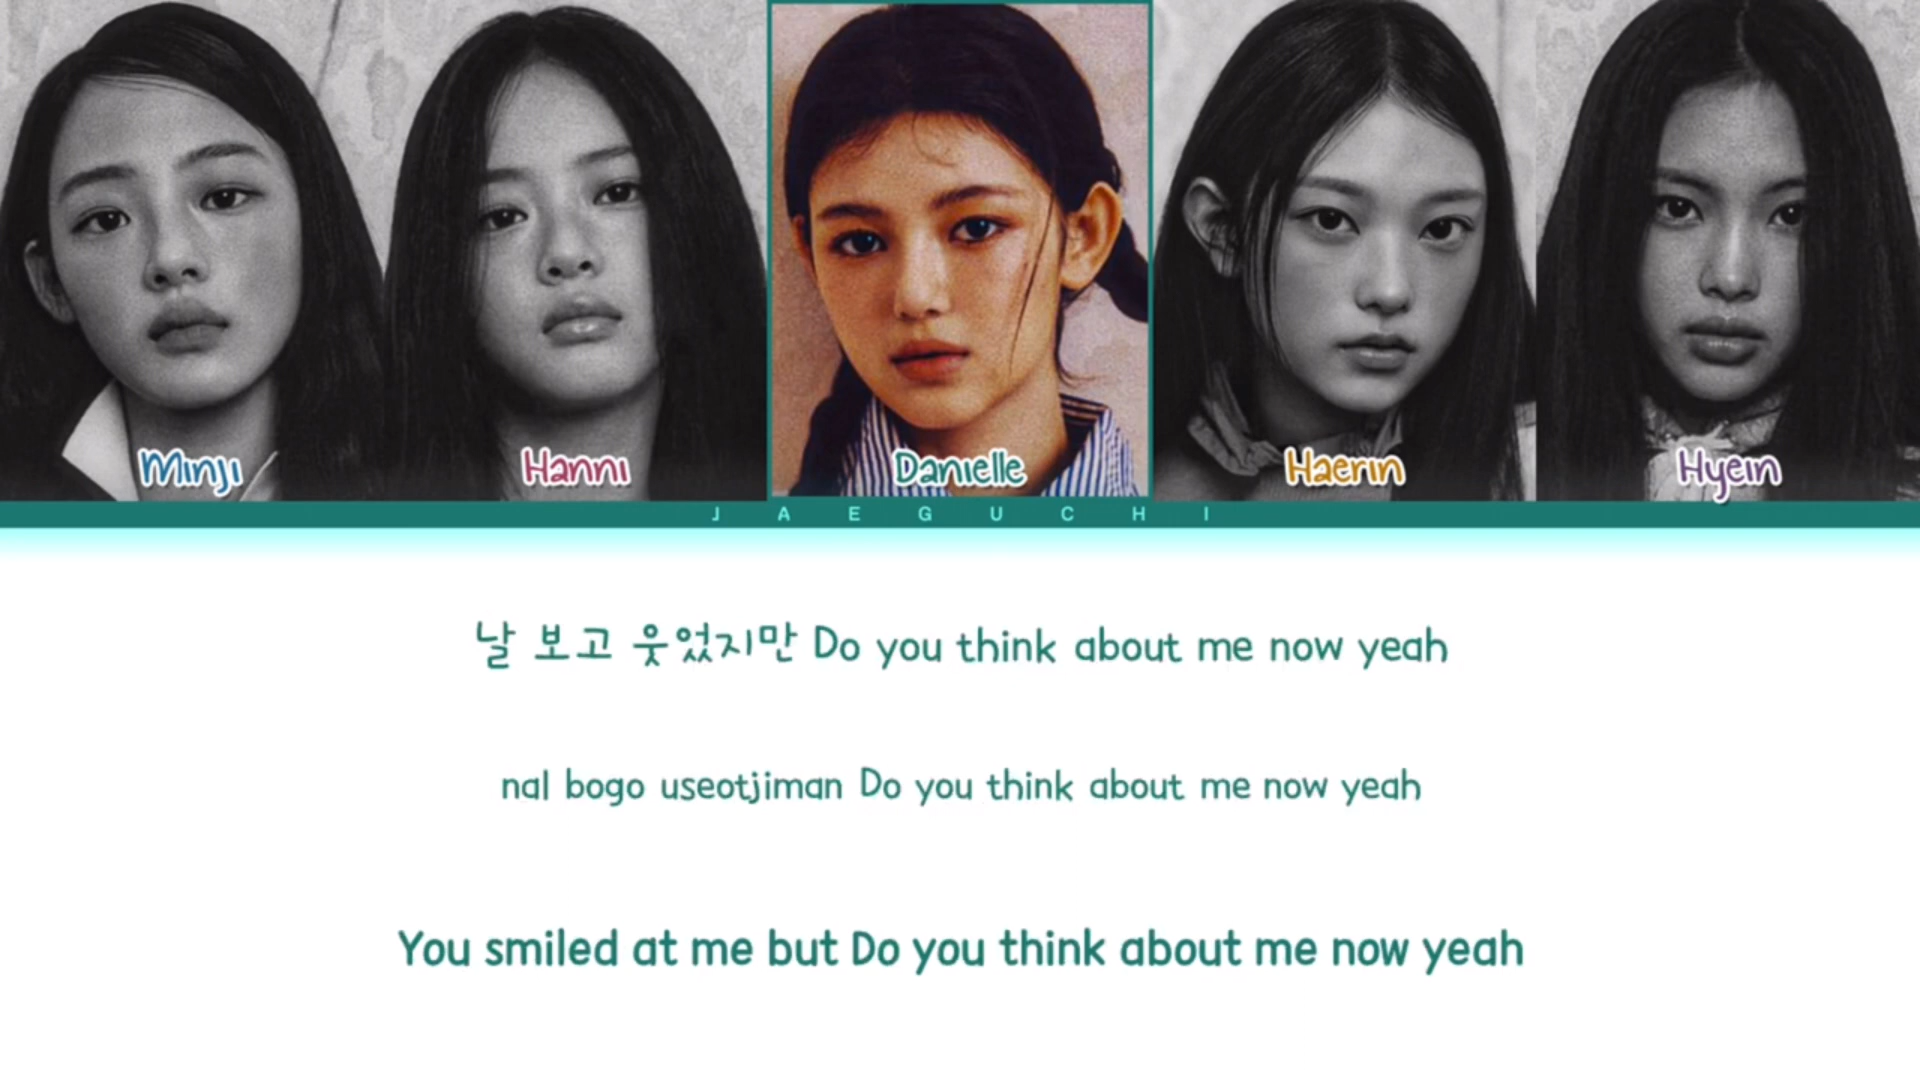 Minji Hanni Danielle Haerin Hyein
JAEGUCHI
날 보고 웃었지만 Do you think about me now yeah
nal bogo useotjiman Do you think about me now yeah
You smiled at me but Do you think about me now yeah